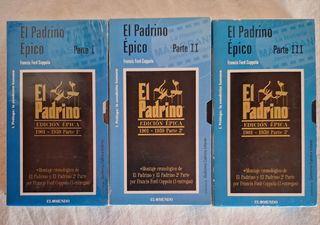 El Padrino
Épico
Parte I
Francis Ford Coppola
El
Padrino
EDICIÓN ÉPICA
1901 - 1959 Parte 1ª
«Montaje cronológico de
El Padrino y El Padrino 2ª Parte
por Francis Ford Coppola (3 entregas)
EL MUNDO
El Padrino
Épico
Parte II
Francis Ford Coppola
El
Padrino
EDICIÓN ÉPICA
1901 - 1959 Parte 2ª
«Montaje cronológico de
El Padrino y El Padrino 2ª Parte
por Francis Ford Coppola (3 entregas)
EL MUNDO
El Padrino
Épico
Parte III
Francis Ford Coppola
El
Padrino
EDICIÓN ÉPICA
«Montaje cronológico de
El Padrino y El Padrino 2ª Parte
por Francis Ford Coppola (3 entregas)
EL MUNDO